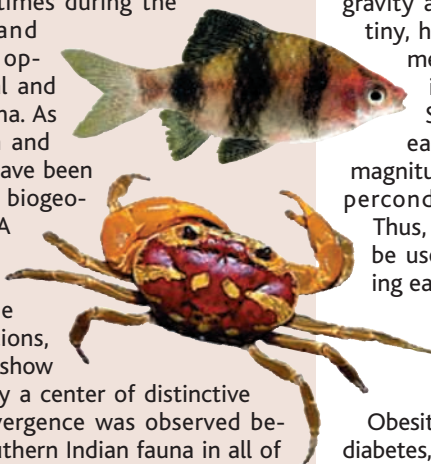 times during the
and
op-
l and
na. As
and
ave been
biogeo-
A
e
ions,
show
y a center of distinctive
vergence was observed be-
thern Indian fauna in all of
gravity a
tiny, h
me
i
S
ea
magnitu
percond
Thus,
be use
ing ea
Obesit
diabetes,